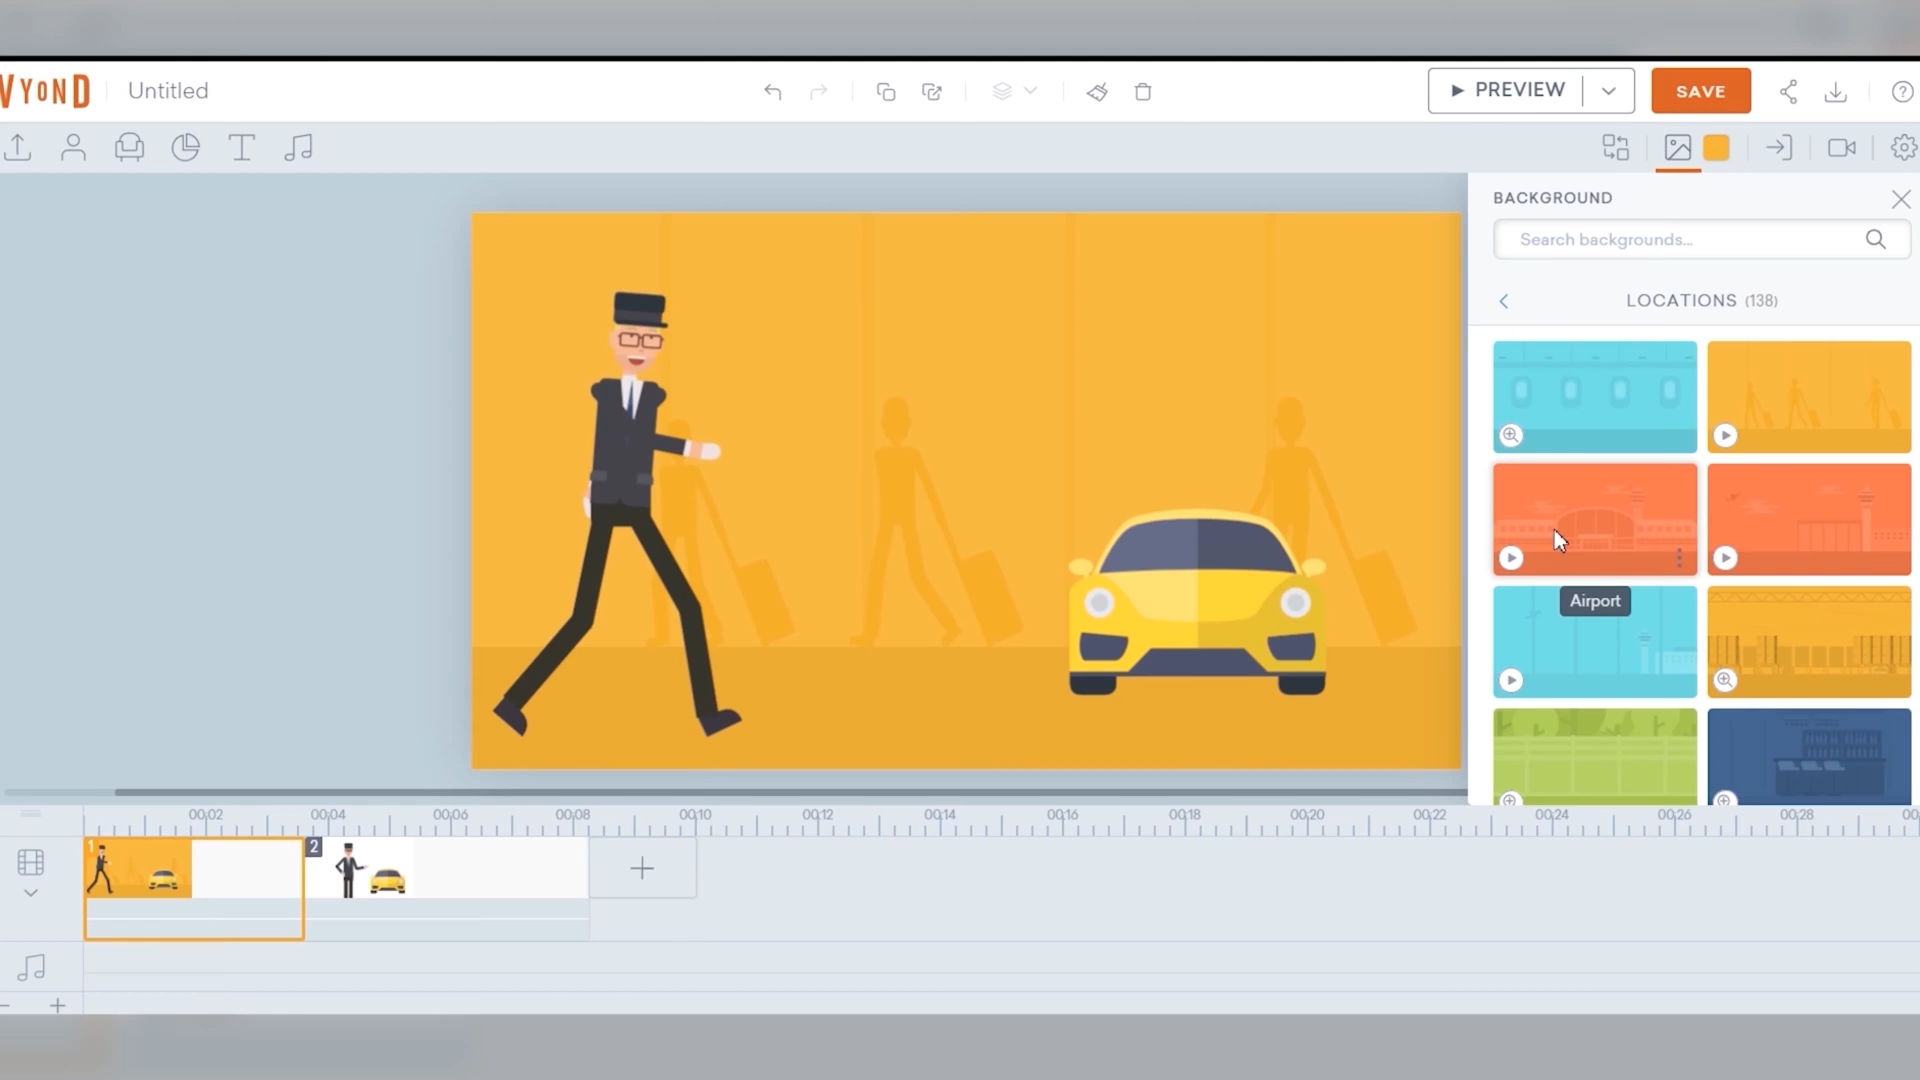 VYOND
Untitled
PREVIEW
SAVE
BACKGROUND
Search backgrounds...
LOCATIONS (138)
Airport
00:02 00:04 00:06 00:08 00:10 00:12 00:14 00:16 00:18 00:20 00:22 00:24 00:26 00:28
1
2